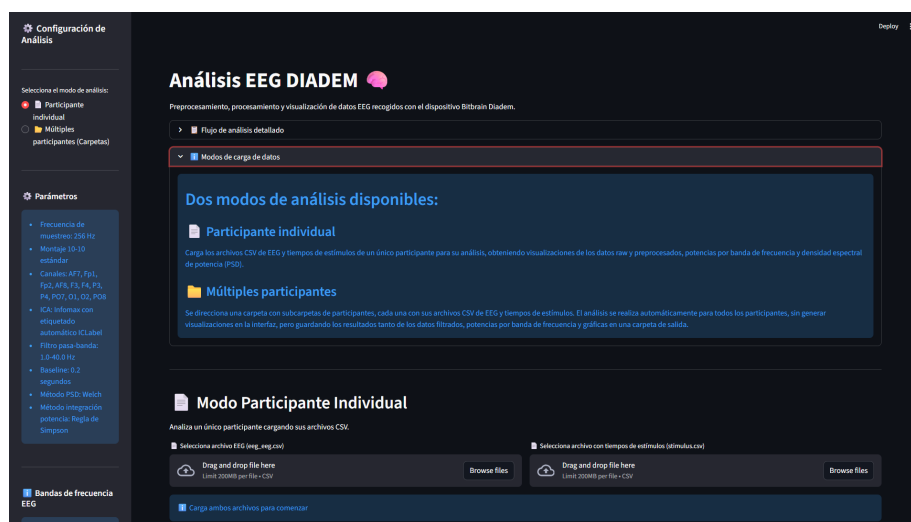 Configuración de
Análisis
Selecciona el modo de análisis:
Participante
individual
Múltiples
participantes (Carpetas)
Parámetros
Frecuencia de
muestreo: 256 Hz
Montaje 10-10
estándar
Canales: AF7, Fp1,
Fp2, AF8, F3, F4, P3,
P4, PO7, O1, O2, PO8
ICA: Infomax con
etiquetado
automático ICLabel
Filtro pasa-banda:
1.0-40.0 Hz
Baseline: 0.2
segundos
Método PSD: Welch
Método integración
potencia: Regla de
Simpson
Bandas de frecuencia
EEG
Deploy
Análisis EEG DIADEM
Preprocesamiento, procesamiento y visualización de datos EEG recogidos con el dispositivo Bitbrain Diadem.
Flujo de análisis detallado
Modos de carga de datos
Dos modos de análisis disponibles:
Participante individual
Carga los archivos CSV de EEG y tiempos de estímulos de un único participante para su análisis, obteniendo visualizaciones de los datos raw y preprocesados, potencias por banda de frecuencia y densidad espectral
de potencia (PSD).
Múltiples participantes
Se direcciona una carpeta con subcarpetas de participantes, cada una con sus archivos CSV de EEG y tiempos de estímulos. El análisis se realiza automáticamente para todos los participantes, sin generar
visualizaciones en la interfaz, pero guardando los resultados tanto de los datos filtrados, potencias por banda de frecuencia y gráficas en una carpeta de salida.
Modo Participante Individual
Analiza un único participante cargando sus archivos CSV.
Selecciona archivo EEG (eeg_eeg.csv)
Drag and drop file here
Limit 200MB per file • CSV
Browse files
Selecciona archivo con tiempos de estímulos (stimulus.csv)
Drag and drop file here
Limit 200MB per file • CSV
Browse files
Carga ambos archivos para comenzar